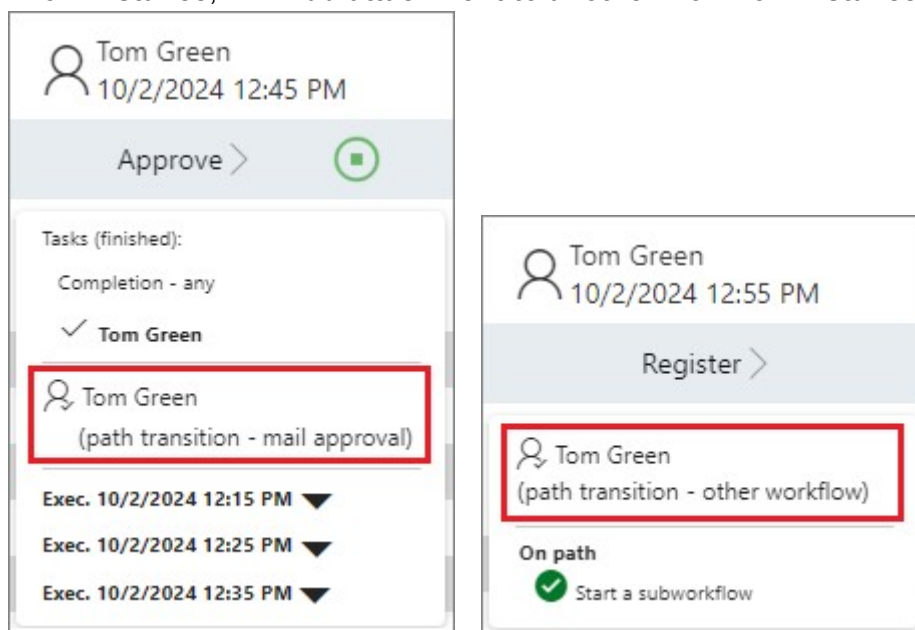 Tom Green
10/2/2024 12:45 PM
Approve
Tasks (finished):
Completion - any
Tom Green
Tom Green
(path transition - mail approval)
Exec. 10/2/2024 12:15 PM
Exec. 10/2/2024 12:25 PM
Exec. 10/2/2024 12:35 PM
Tom Green
10/2/2024 12:55 PM
Register
Tom Green
(path transition - other workflow)
On path
Start a subworkflow